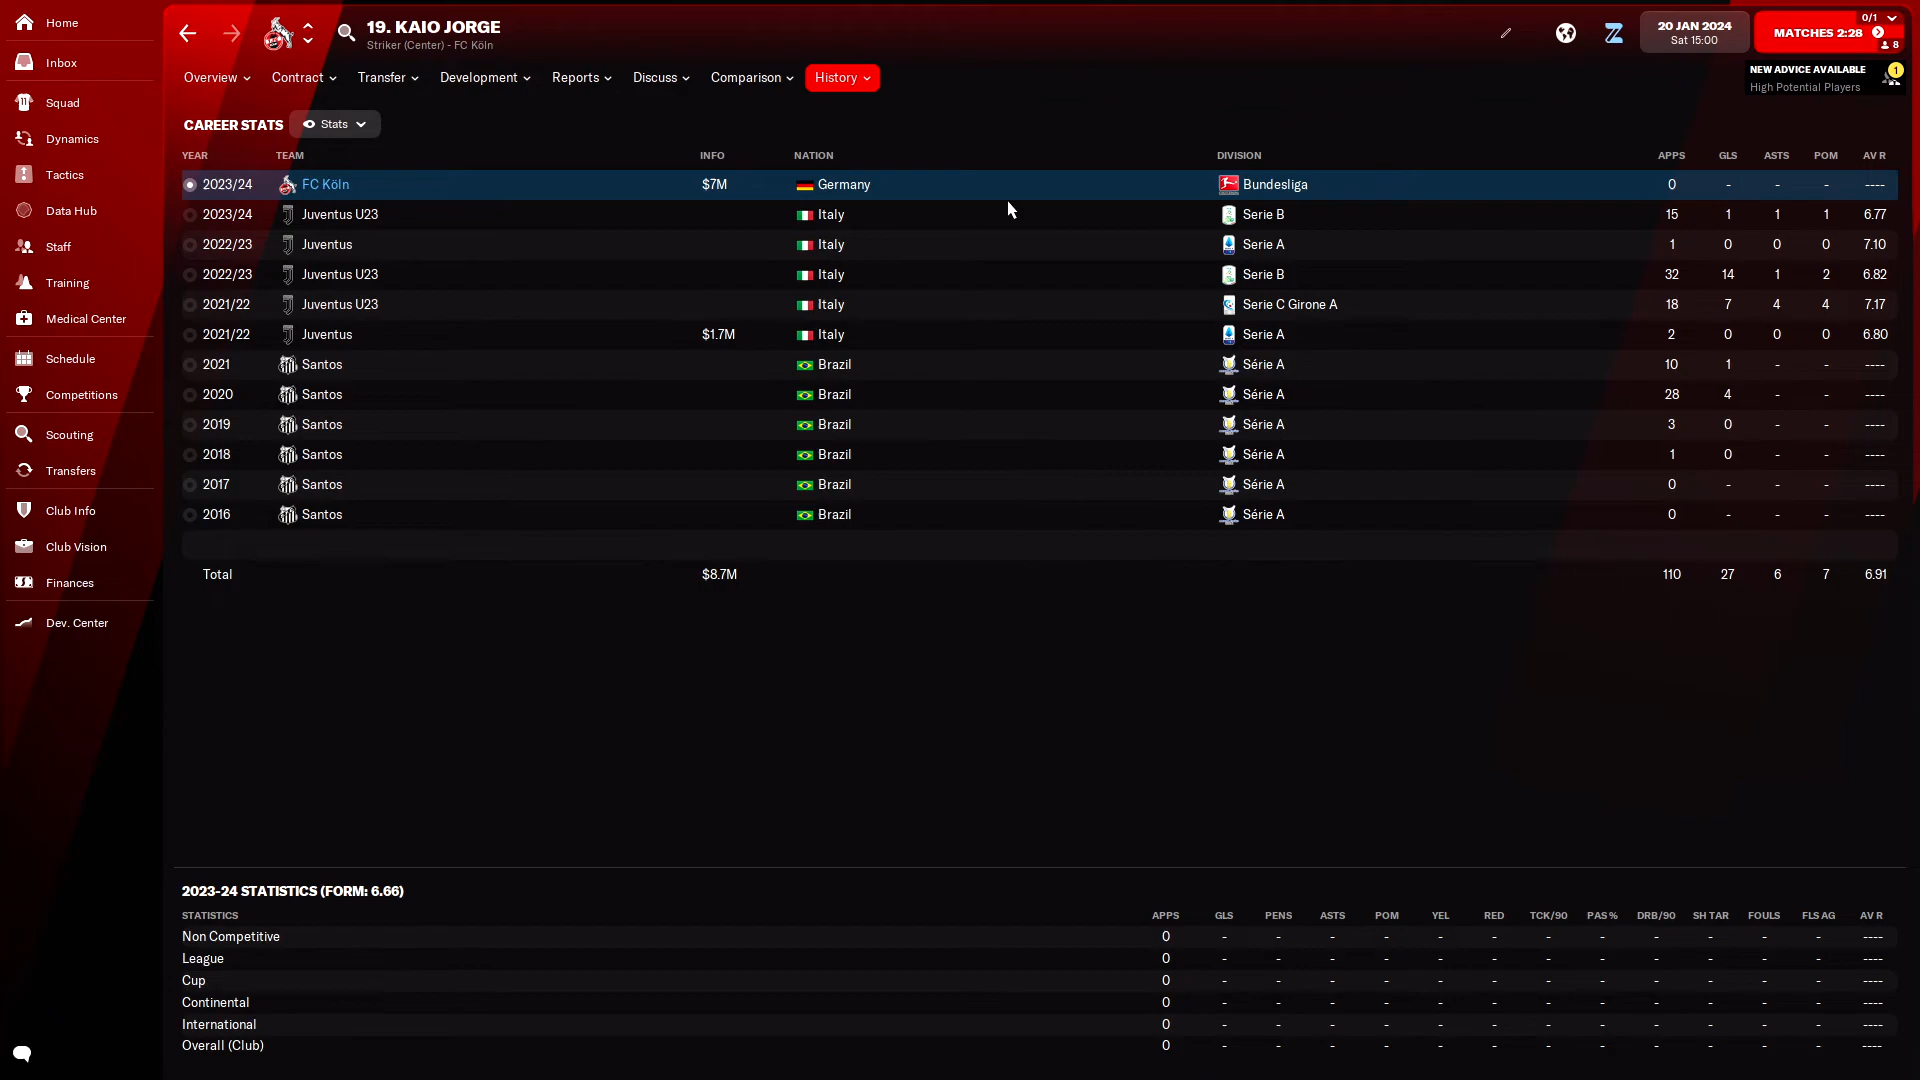 Home
Inbox
Squad
Dynamics
Tactics
Data Hub
Staff
Training
Medical Center
Schedule
Competitions
Scouting
Transfers
Club Info
Club Vision
Finances
Dev. Center
19. KAIO JORGE
Striker (Center) - FC Köln
20 JAN 2024
Sat 15:00
0/1
MATCHES 2:28
8
Overview Contract Transfer Development Reports Discuss Comparison History
NEW ADVICE AVAILABLE
High Potential Players
1
CAREER STATS Stats
YEAR TEAM INFO NATION DIVISION APPS GLS ASTS POM AV R
2023/24 FC Köln $7M Germany Bundesliga 0 - - - ----
2023/24 Juventus U23 Italy Serie B 15 1 1 1 6.77
2022/23 Juventus Italy Serie A 1 0 0 0 7.10
2022/23 Juventus U23 Italy Serie B 32 14 1 2 6.82
2021/22 Juventus U23 Italy Serie C Girone A 18 7 4 4 7.17
2021/22 Juventus $1.7M Italy Serie A 2 0 0 0 6.80
2021 Santos Brazil Série A 10 1 - - ----
2020 Santos Brazil Série A 28 4 - - ----
2019 Santos Brazil Série A 3 0 - - ----
2018 Santos Brazil Série A 1 0 - - ----
2017 Santos Brazil Série A 0 - - - ----
2016 Santos Brazil Série A 0 - - - ----
Total $8.7M 110 27 6 7 6.91
2023-24 STATISTICS (FORM: 6.66)
STATISTICS APPS GLS PENS ASTS POM YEL RED TCK/90 PAS % DRB/90 SH TAR FOULS FLS AG AV R
Non Competitive 0 - - - - - - - - - - - - ----
League 0 - - - - - - - - - - - - ----
Cup 0 - - - - - - - - - - - - ----
Continental 0 - - - - - - - - - - - - ----
International 0 - - - - - - - - - - - - ----
Overall (Club) 0 - - - - - - - - - - - - ----